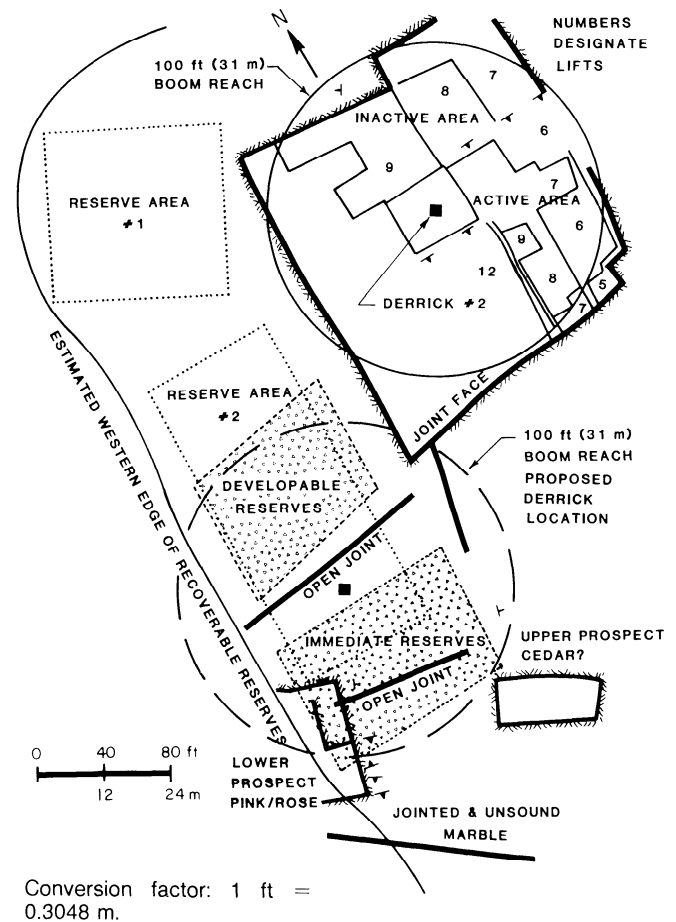 N
NUMBERS
DESIGNATE
LIFTS
100 ft (31 m)
BOOM REACH
7
8
INACTIVE AREA
6
9
7
RESERVE AREA
#1
ACTIVE AREA
6
9
12
8
5
DERRICK #2
7
ESTIMATED WESTERN EDGE OF RECOVERABLE RESERVES
RESERVE AREA
#2
JOINT FACE
100 ft (31 m)
BOOM REACH
PROPOSED
DERRICK
LOCATION
DEVELOPABLE
RESERVES
OPEN JOINT
IMMEDIATE RESERVES
UPPER PROSPECT
CEDAR?
OPEN JOINT
0 40 80 ft
12 24 m
LOWER
PROSPECT
PINK/ROSE
JOINTED & UNSOUND
MARBLE
Conversion factor: 1 ft =
0.3048 m.